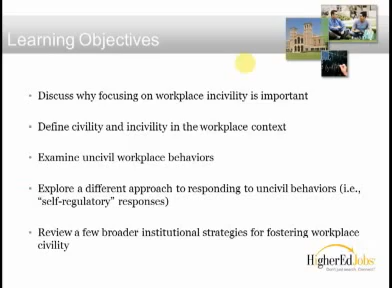 Learning Objectives
• Discuss why focusing on workplace incivility is important
• Define civility and incivility in the workplace context
• Examine uncivil workplace behaviors
• Explore a different approach to responding to uncivil behaviors (i.e.,
“self-regulatory” responses)
• Review a few broader institutional strategies for fostering workplace
civility
HigherEdJobs